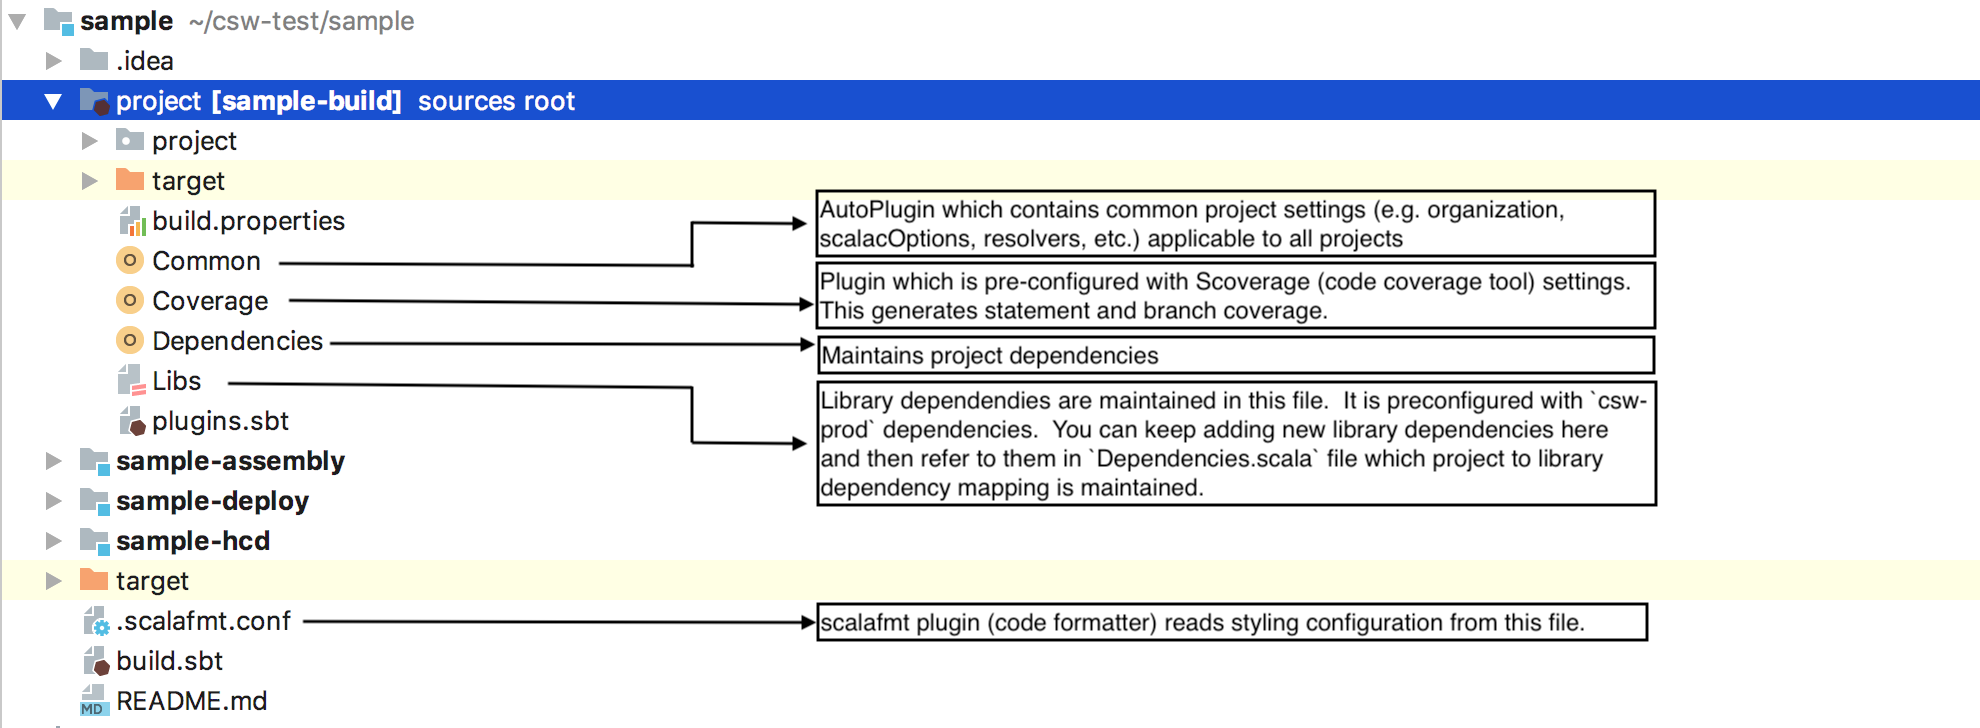 sample ~/csw-test/sample
.idea
project [sample-build] sources root
project
target
build.properties
AutoPlugin which contains common project settings (e.g. organization,
scalacOptions, resolvers, etc.) applicable to all projects
Common
Plugin which is pre-configured with Scoverage (code coverage tool) settings.
This generates statement and branch coverage.
Coverage
Dependencies
Maintains project dependencies
Libs
Library dependendies are maintained in this file. It is preconfigured with `csw-
prod` dependencies. You can keep adding new library dependencies here
and then refer to them in `Dependencies.scala` file which project to library
dependency mapping is maintained.
plugins.sbt
sample-assembly
sample-deploy
sample-hcd
target
.scalafmt.conf
scalafmt plugin (code formatter) reads styling configuration from this file.
build.sbt
MD README.md